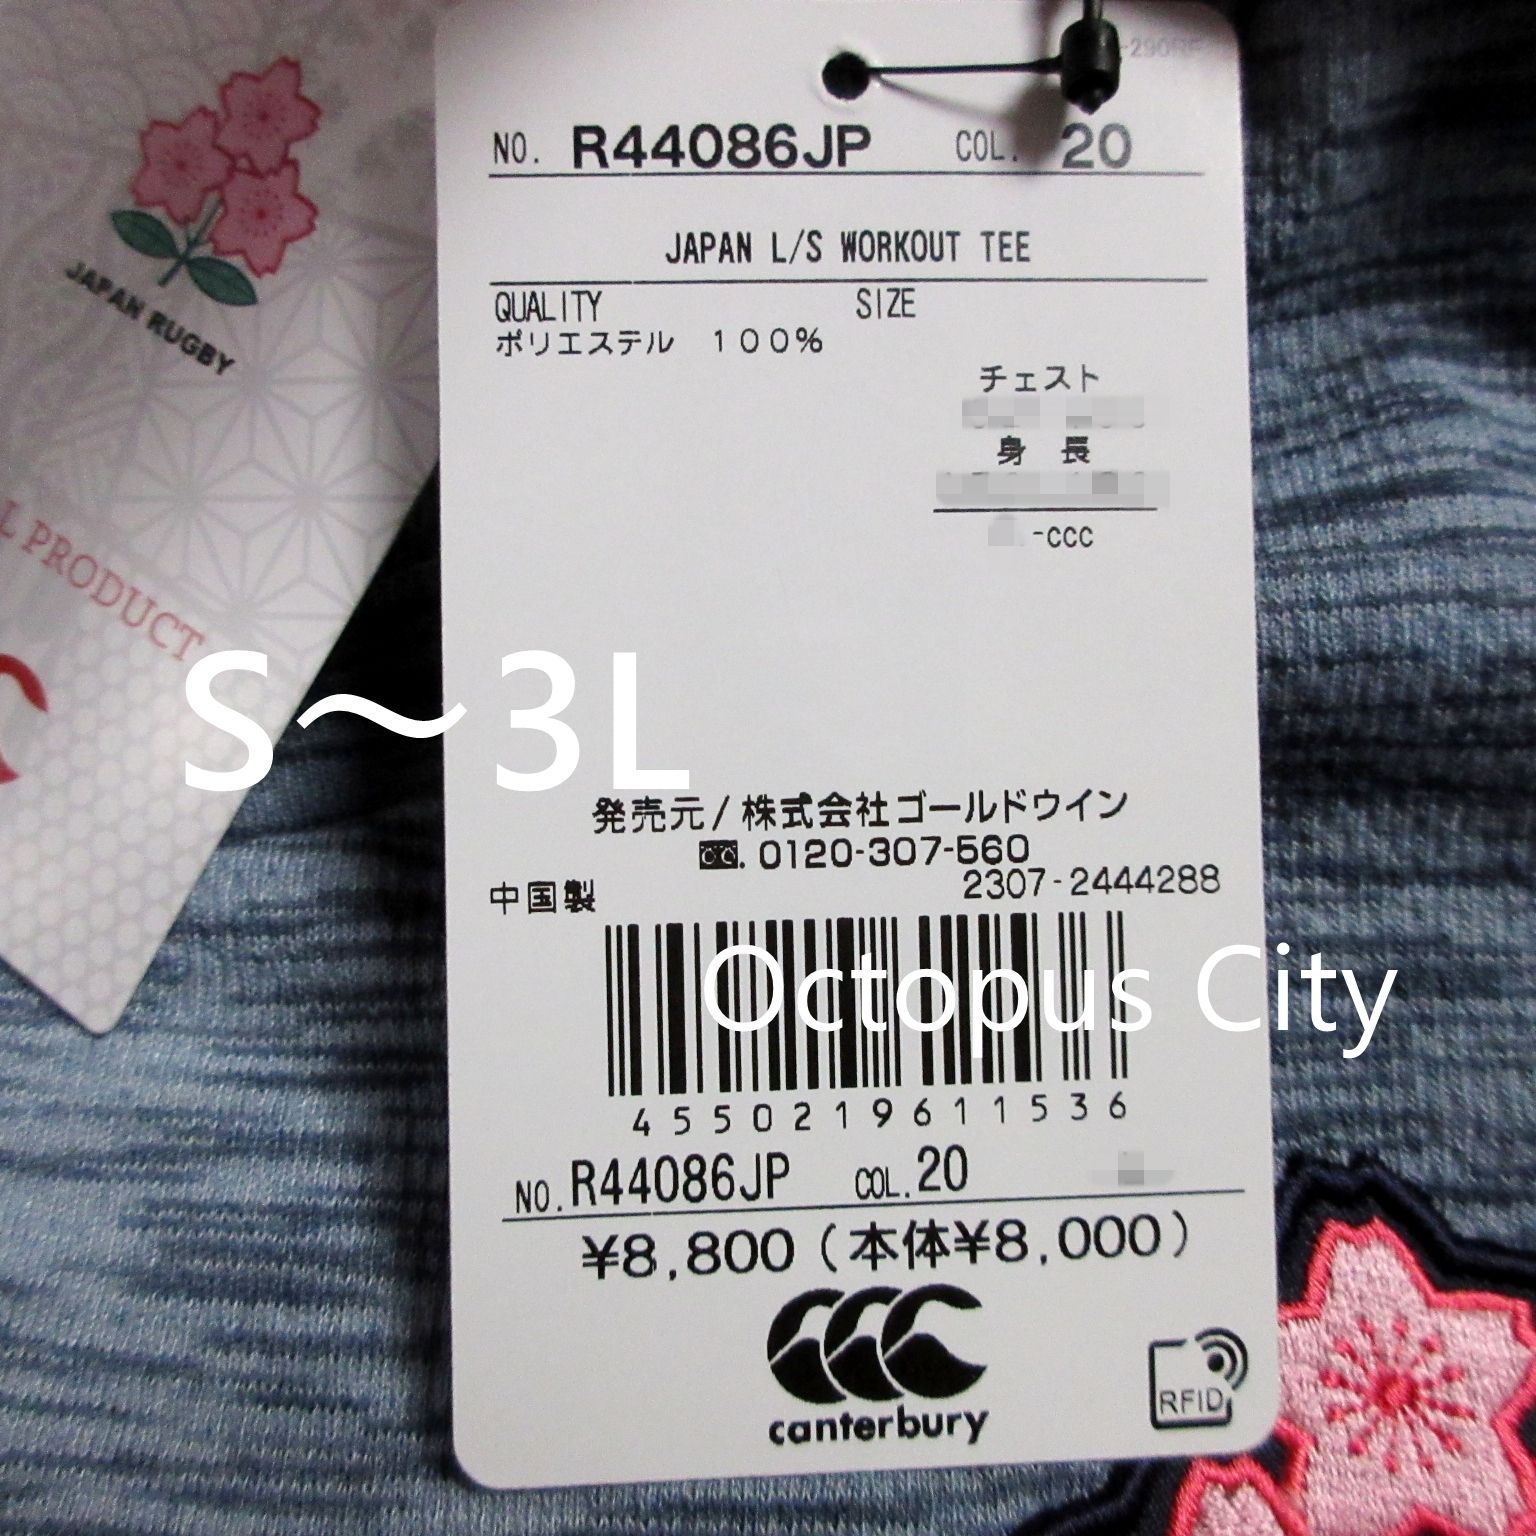 JAPAN RUGBY
L PRODUCT
NO. R44086JP COL. 20
JAPAN L/S WORKOUT TEE
QUALITY SIZE
ポリエステル 100%
チェスト
身 長
-CCC
S〜3L
発売元/株式会社ゴールドウイン
0120-307-560
2307-2444288
中国製
Octopus City
4550219611536
NO. R44086JP COL. 20
¥8,800(本体¥8,000)
canterbury
RFID